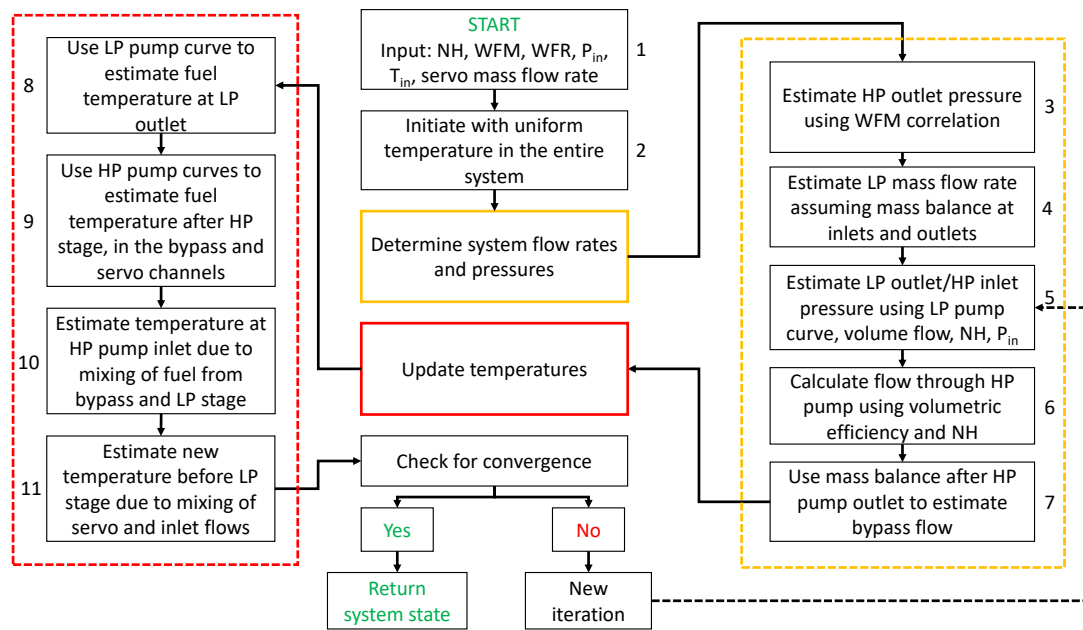 START
Input: NH, WFM, WFR, P_in,
T_in, servo mass flow rate
1
Initiate with uniform
temperature in the entire
system
2
Determine system flow rates
and pressures
Estimate HP outlet pressure
using WFM correlation
3
Estimate LP mass flow rate
assuming mass balance at
inlets and outlets
4
Estimate LP outlet/HP inlet
pressure using LP pump
curve, volume flow, NH, P_in
5
Calculate flow through HP
pump using volumetric
efficiency and NH
6
Use mass balance after HP
pump outlet to estimate
bypass flow
7
Update temperatures
8
Use LP pump curve to
estimate fuel
temperature at LP
outlet
9
Use HP pump curves to
estimate fuel
temperature after HP
stage, in the bypass and
servo channels
10
Estimate temperature at
HP pump inlet due to
mixing of fuel from
bypass and LP stage
11
Estimate new
temperature before LP
stage due to mixing of
servo and inlet flows
Check for convergence
Yes
No
Return
system state
New
iteration